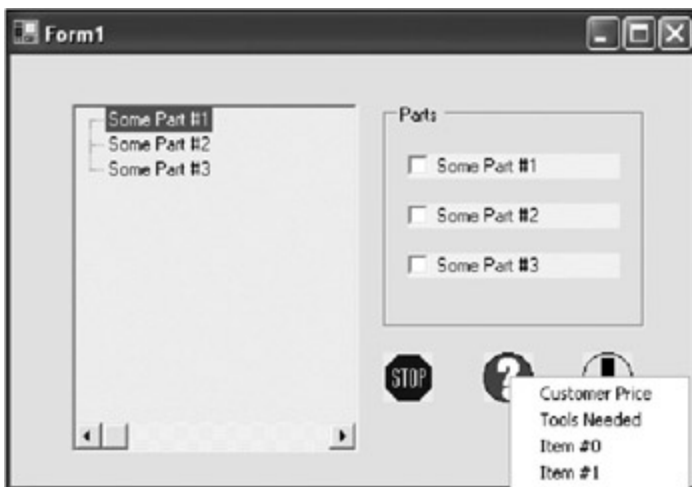 Form1
Some Part #1
Some Part #2
Some Part #3
Parts
Some Part #1
Some Part #2
Some Part #3
STOP
?
Customer Price
Tools Needed
Item #0
Item #1